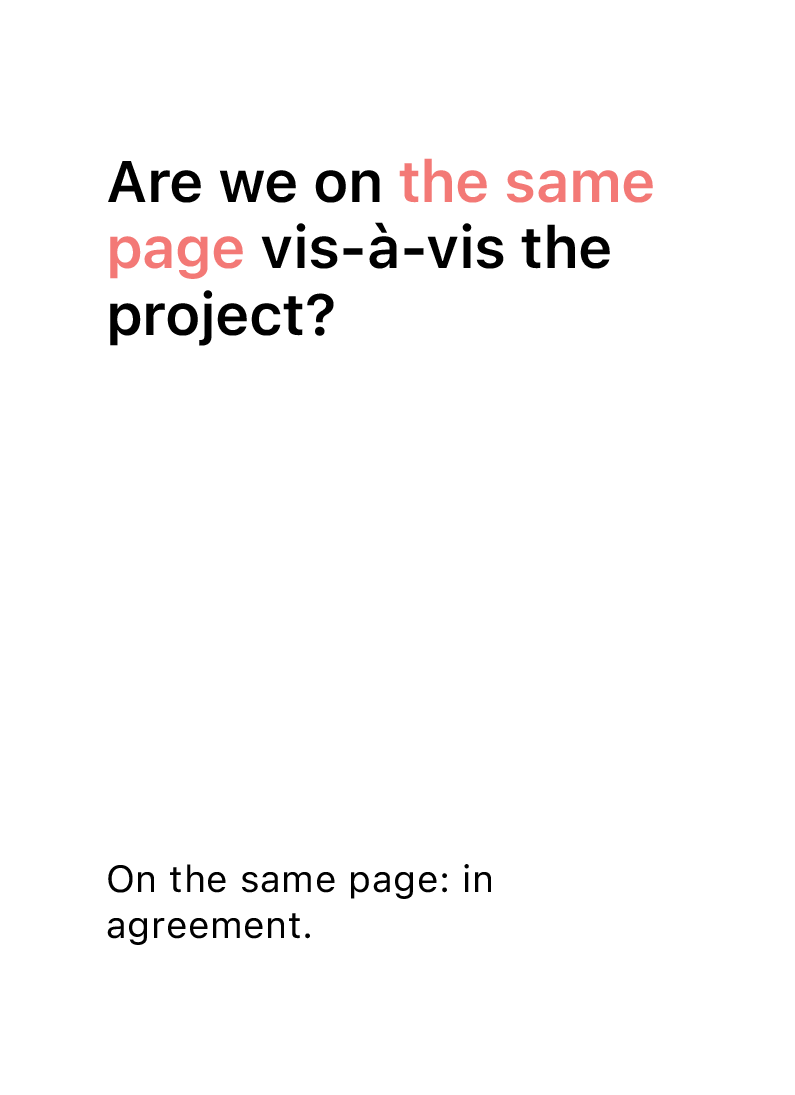 Are we on the same
page vis-à-vis the
project?
On the same page: in
agreement.